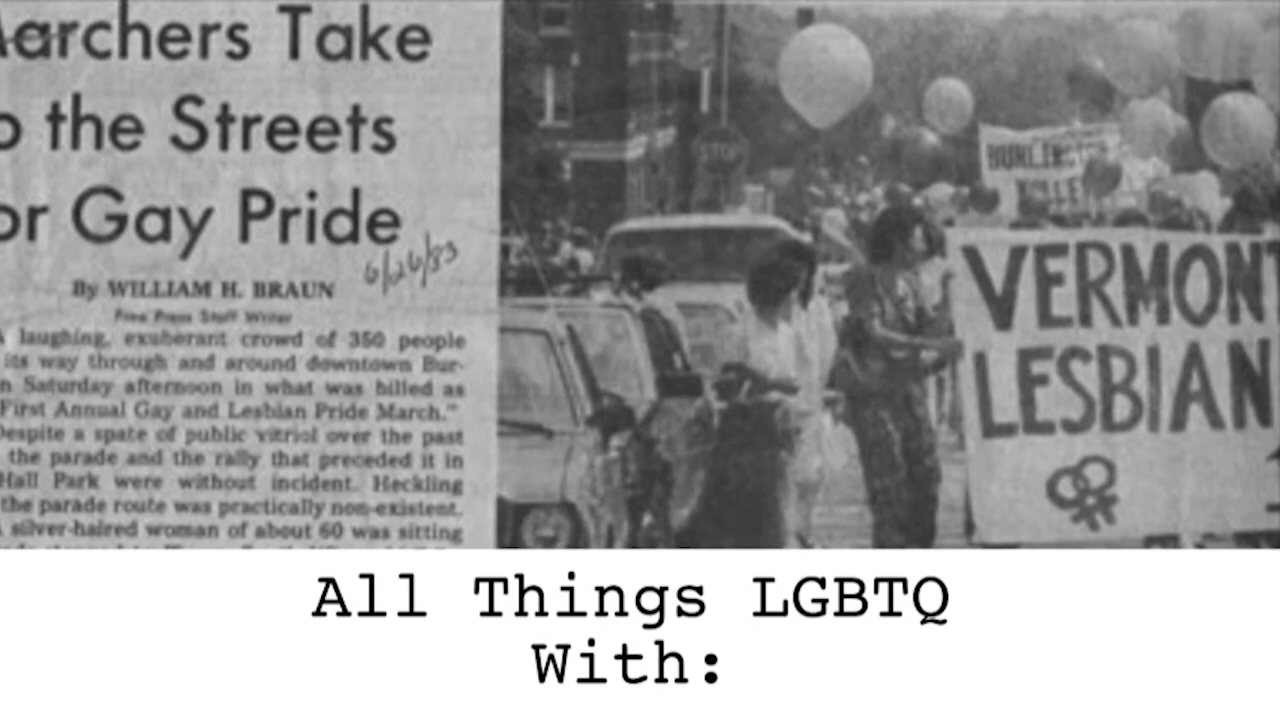 archers Take
o the Streets
or Gay Pride
6/26/83
By WILLIAM H. BRAUN
Free Press Staff Writer
A laughing, exuberant crowd of 350 people
its way through and around downtown Bur-
n Saturday afternoon in what was billed as
"First Annual Gay and Lesbian Pride March."
Despite a spate of public vitriol over the past
the parade and the rally that preceded it in
Hall Park were without incident. Heckling
the parade route was practically non-existent.
A silver-haired woman of about 60 was sitting
STOP
BURLINGTON
VERMONT
LESBIAN
All Things LGBTQ
With: